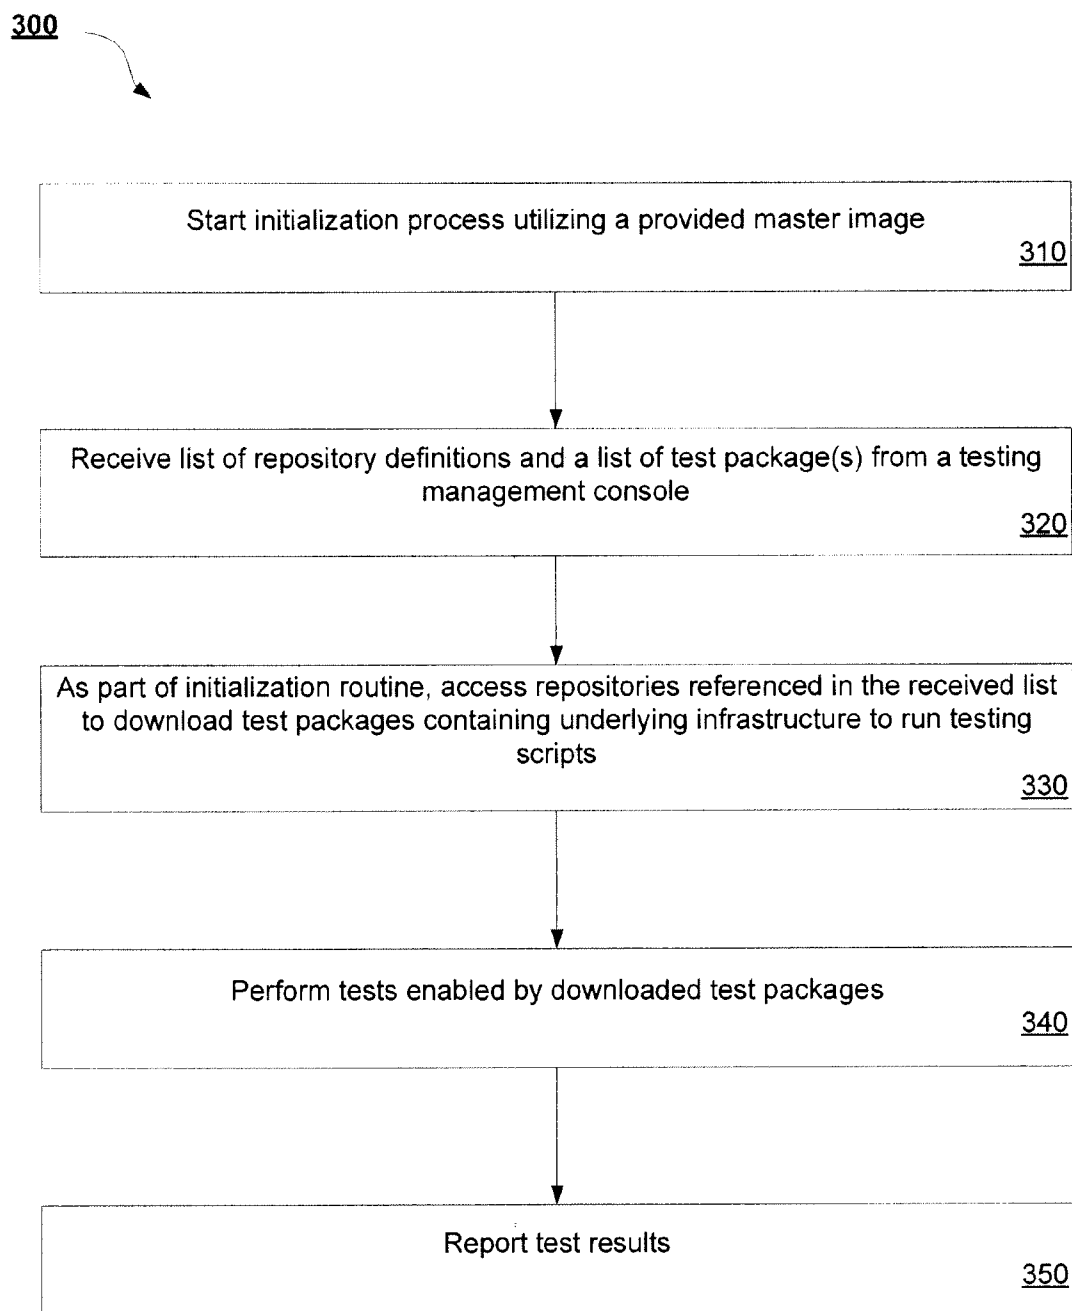 300
Start initialization process utilizing a provided master image
310
Receive list of repository definitions and a list of test package(s) from a testing
management console
320
As part of initialization routine, access repositories referenced in the received list
to download test packages containing underlying infrastructure to run testing
scripts
330
Perform tests enabled by downloaded test packages
340
Report test results
350